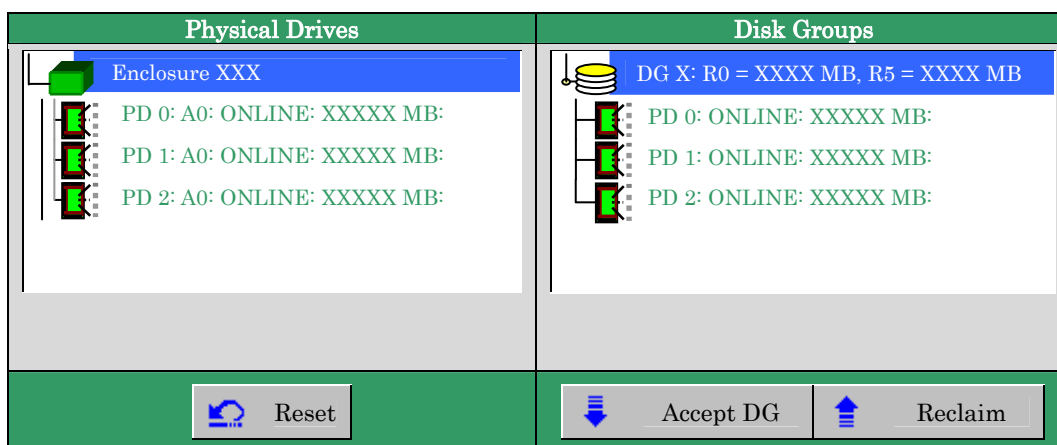 Physical Drives
Enclosure XXX
PD 0: A0: ONLINE: XXXXX MB:
PD 1: A0: ONLINE: XXXXX MB:
PD 2: A0: ONLINE: XXXXX MB:
Reset
Disk Groups
DG X: R0 = XXXX MB, R5 = XXXX MB
PD 0: ONLINE: XXXXX MB:
PD 1: ONLINE: XXXXX MB:
PD 2: ONLINE: XXXXX MB:
Accept DG
Reclaim